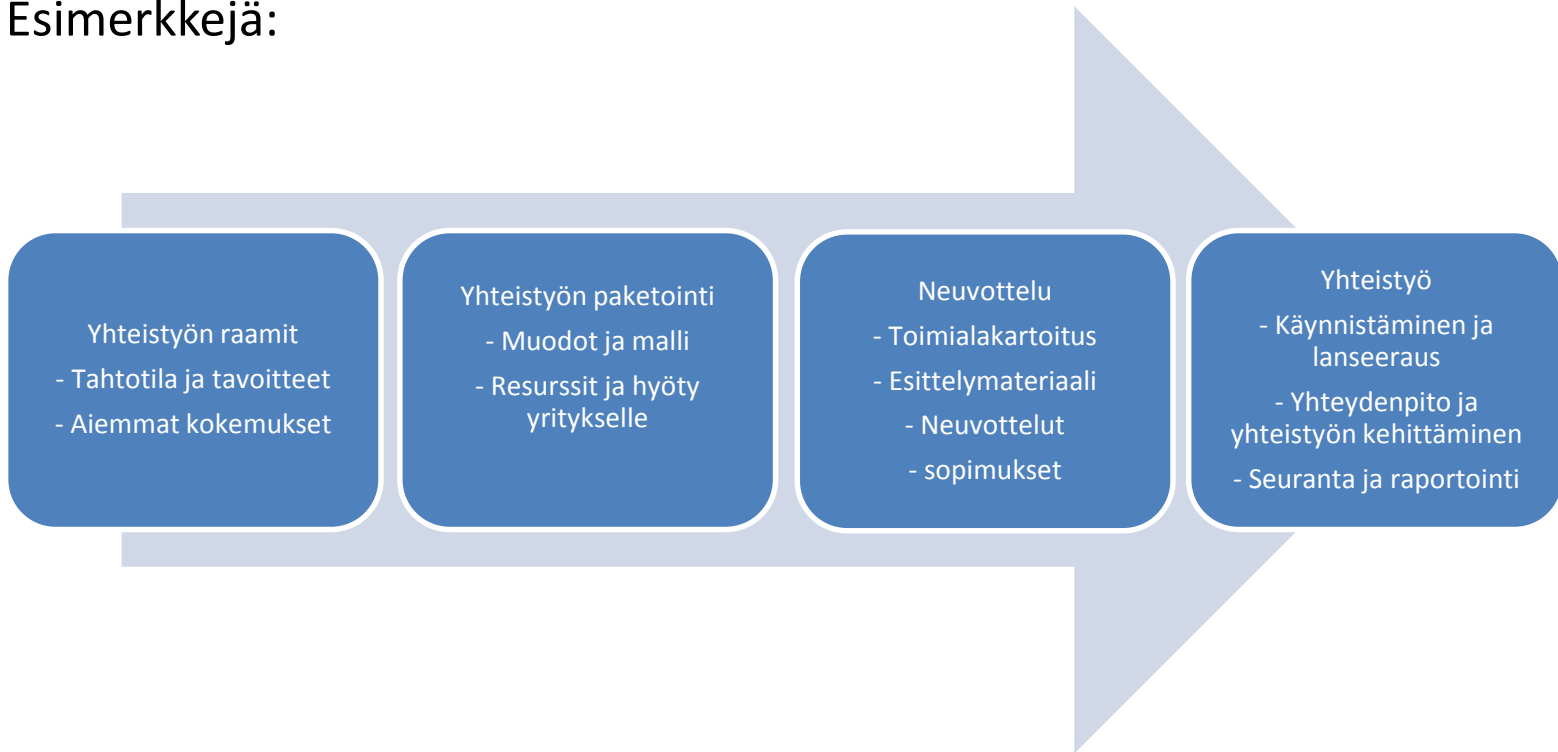 Esimerkkejä:
Yhteistyön raamit
- Tahtotila ja tavoitteet
- Aiemmat kokemukset
Yhteistyön paketointi
- Muodot ja malli
- Resurssit ja hyöty
yritykselle
Neuvottelu
- Toimialakartoitus
- Esittelymateriaali
- Neuvottelut
- sopimukset
Yhteistyö
- Käynnistäminen ja
lanseeraus
- Yhteydenpito ja
yhteistyön kehittäminen
- Seuranta ja raportointi